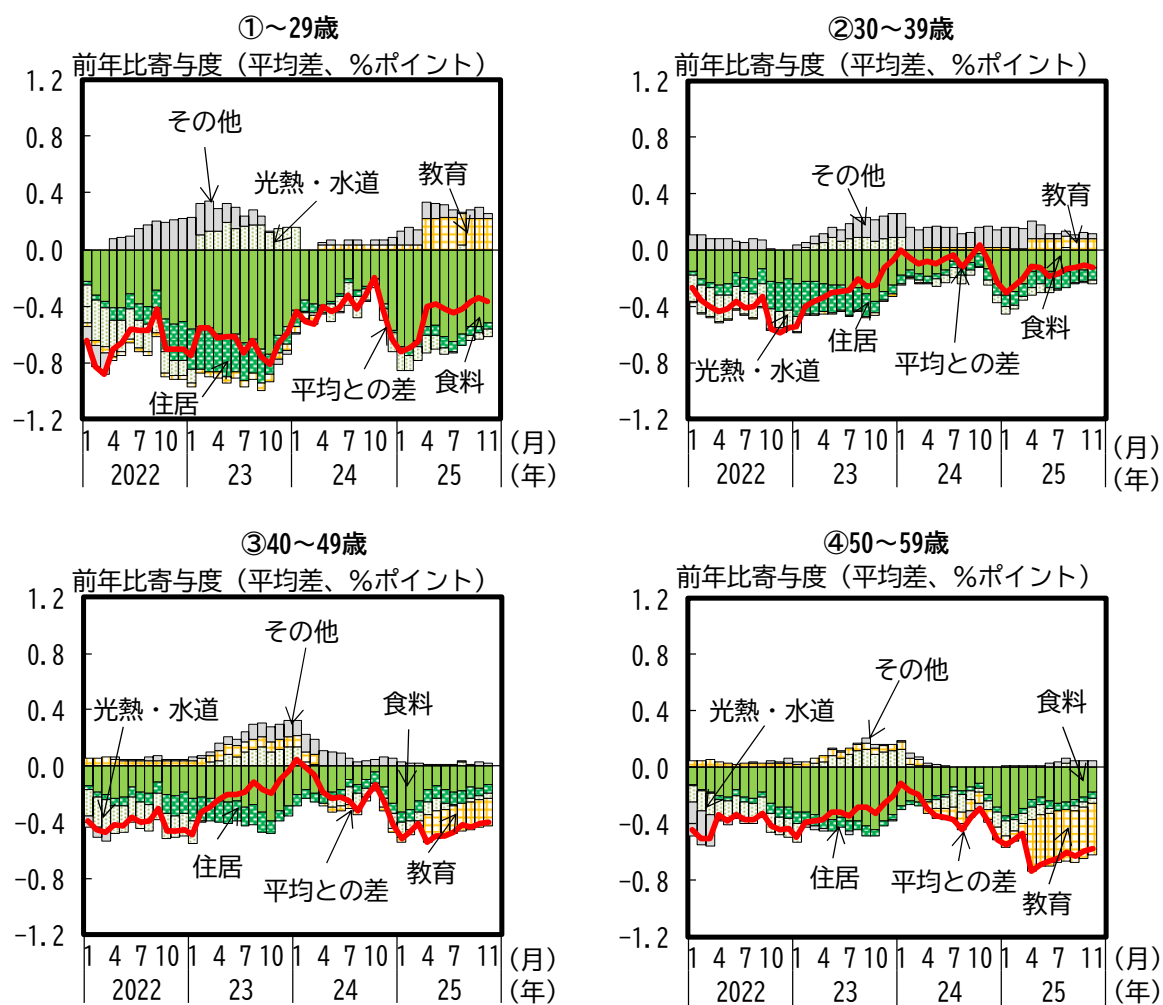 ①～29歳
前年比寄与度（平均差、%ポイント）
1.2
0.8
0.4
0.0
-0.4
-0.8
-1.2
その他
光熱・水道
教育
住居
平均との差
食料
1 4 7 10 1 4 7 10 1 4 7 10 1 4 7 11 (月)
2022 23 24 25 (年)
②30～39歳
前年比寄与度（平均差、%ポイント）
1.2
0.8
0.4
0.0
-0.4
-0.8
-1.2
その他
教育
光熱・水道
住居
平均との差
食料
1 4 7 10 1 4 7 10 1 4 7 10 1 4 7 11 (月)
2022 23 24 25 (年)
③40～49歳
前年比寄与度（平均差、%ポイント）
1.2
0.8
0.4
0.0
-0.4
-0.8
-1.2
その他
光熱・水道
食料
住居
平均との差
教育
1 4 7 10 1 4 7 10 1 4 7 10 1 4 7 11 (月)
2022 23 24 25 (年)
④50～59歳
前年比寄与度（平均差、%ポイント）
1.2
0.8
0.4
0.0
-0.4
-0.8
-1.2
その他
光熱・水道
食料
住居
平均との差
教育
1 4 7 10 1 4 7 10 1 4 7 10 1 4 7 11 (月)
2022 23 24 25 (年)